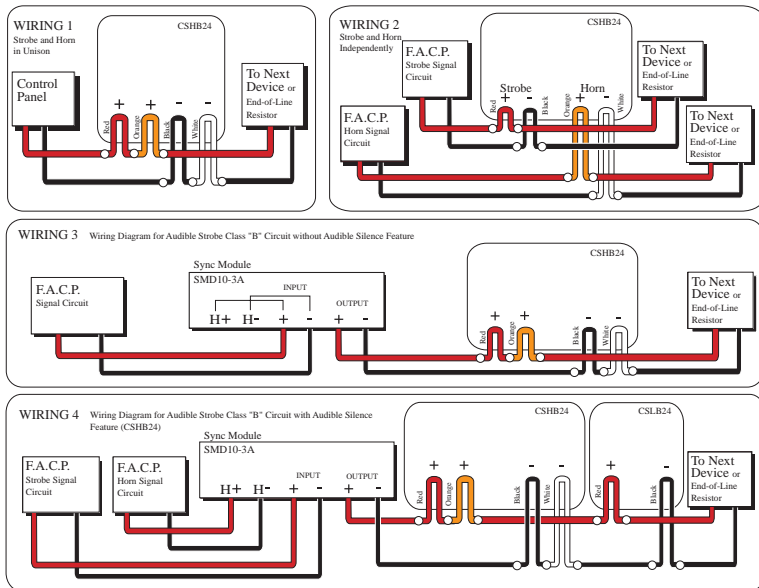 WIRING 1
Strobe and Horn
in Unison
CSHB24
Control
Panel
To Next
Device or
End-of-Line
Resistor
+ + - -
Red
Orange
Black
White
WIRING 2
Strobe and Horn
Independently
CSHB24
F.A.C.P.
Strobe Signal
Circuit
F.A.C.P.
Horn Signal
Circuit
Strobe
Horn
+ - + -
Red
Black
Orange
White
To Next
Device or
End-of-Line
Resistor
To Next
Device or
End-of-Line
Resistor
WIRING 3 Wiring Diagram for Audible Strobe Class "B" Circuit without Audible Silence Feature
F.A.C.P.
Signal Circuit
Sync Module
SMD10-3A
INPUT
OUTPUT
H+ H- + - + -
CSHB24
+ + - -
Red
Orange
Black
White
To Next
Device or
End-of-Line
Resistor
WIRING 4 Wiring Diagram for Audible Strobe Class "B" Circuit with Audible Silence
Feature (CSHB24)
F.A.C.P.
Strobe Signal
Circuit
F.A.C.P.
Horn Signal
Circuit
Sync Module
SMD10-3A
INPUT
OUTPUT
H+ H- + - + -
CSHB24
+ + - -
Red
Orange
Black
White
CSLB24
+ -
Red
Black
To Next
Device or
End-of-Line
Resistor